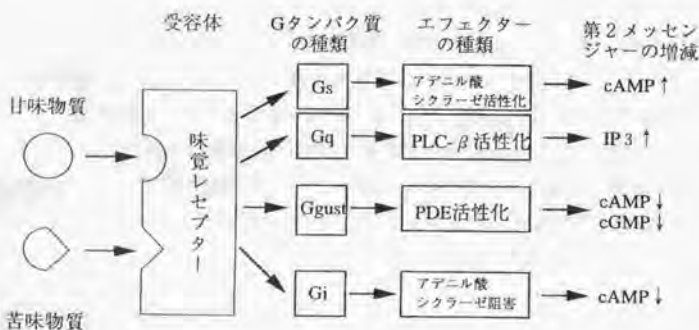 受容体
Gタンパク質
の種類
エフェクター
の種類
第2メッセン
ジャーの増減
甘味物質
苦味物質
味覚レセプター
Gs
アデニル酸
シクラーゼ活性化
cAMP↑
Gq
PLC-β活性化
IP3↑
Ggust
PDE活性化
cAMP↓
cGMP↓
Gi
アデニル酸
シクラーゼ阻害
cAMP↓